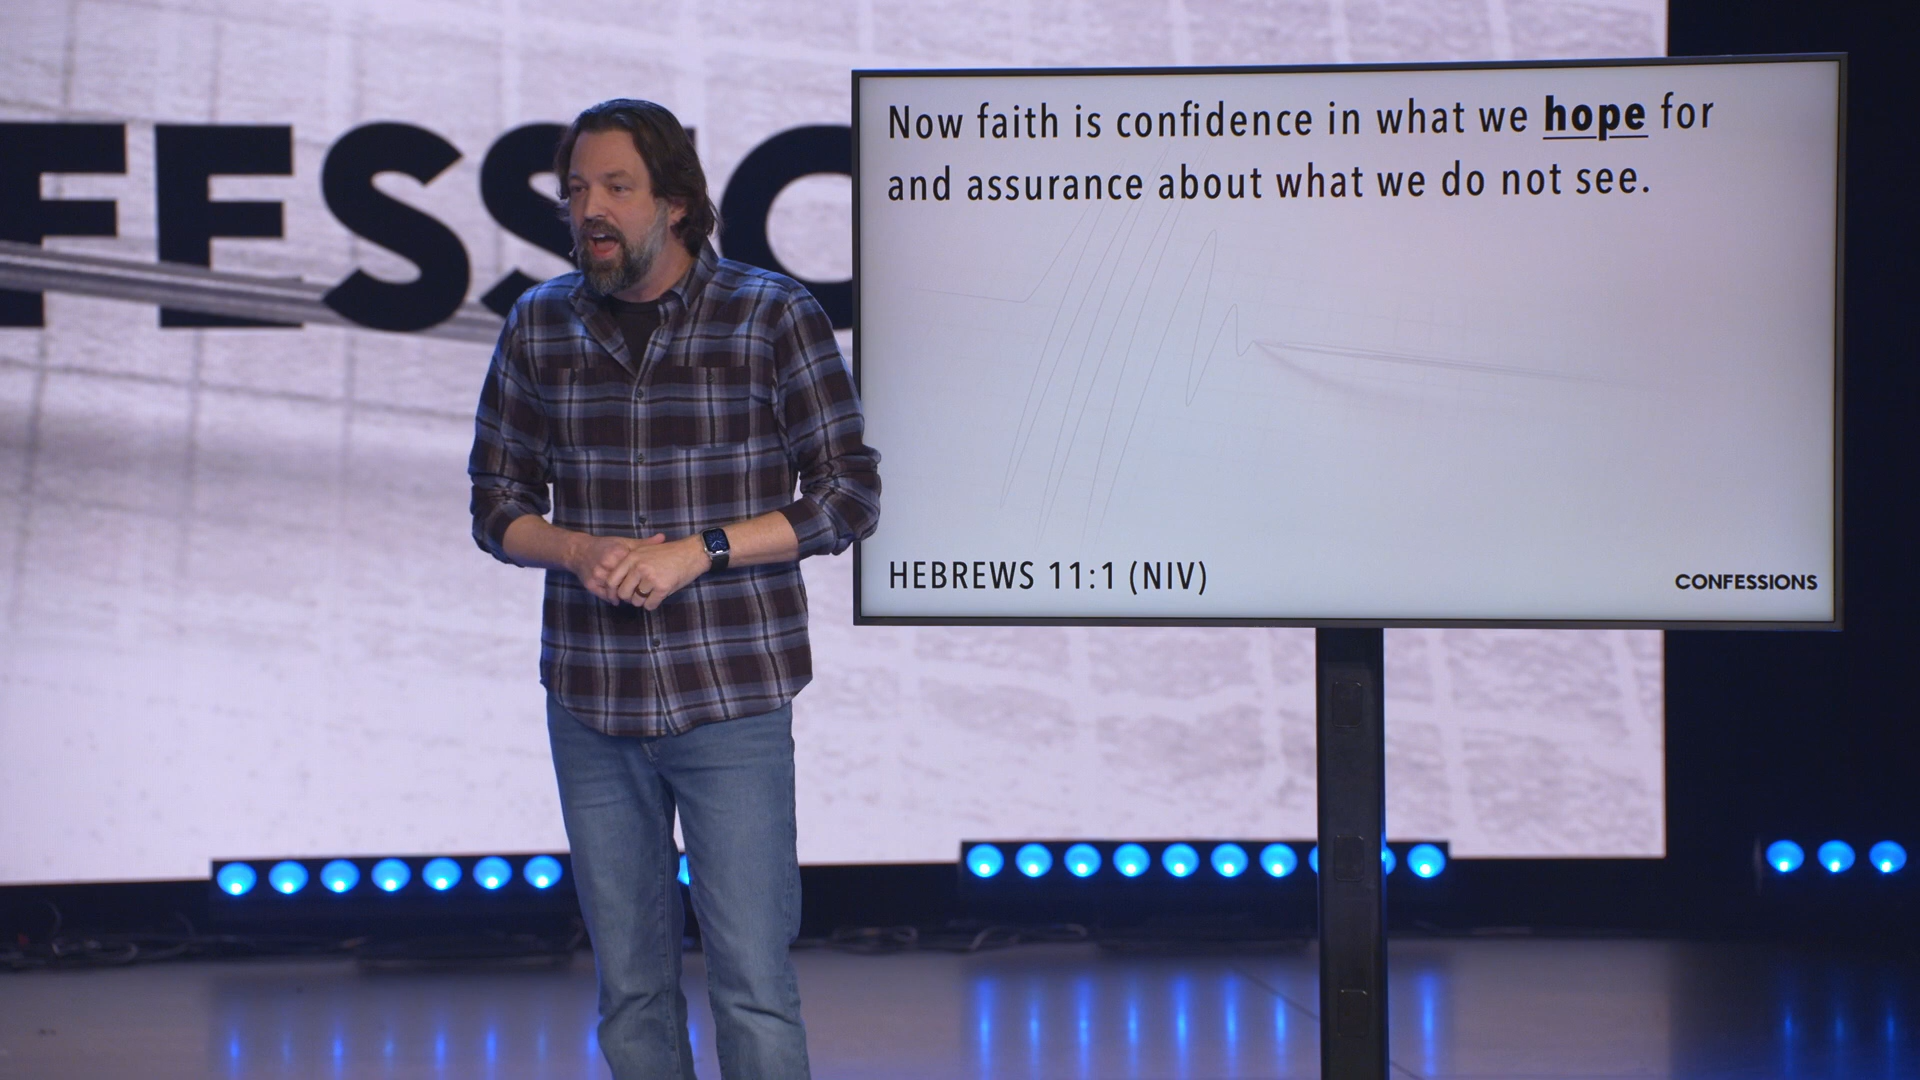 FESSIO
Now faith is confidence in what we hope for
and assurance about what we do not see.
HEBREWS 11:1 (NIV)
CONFESSIONS